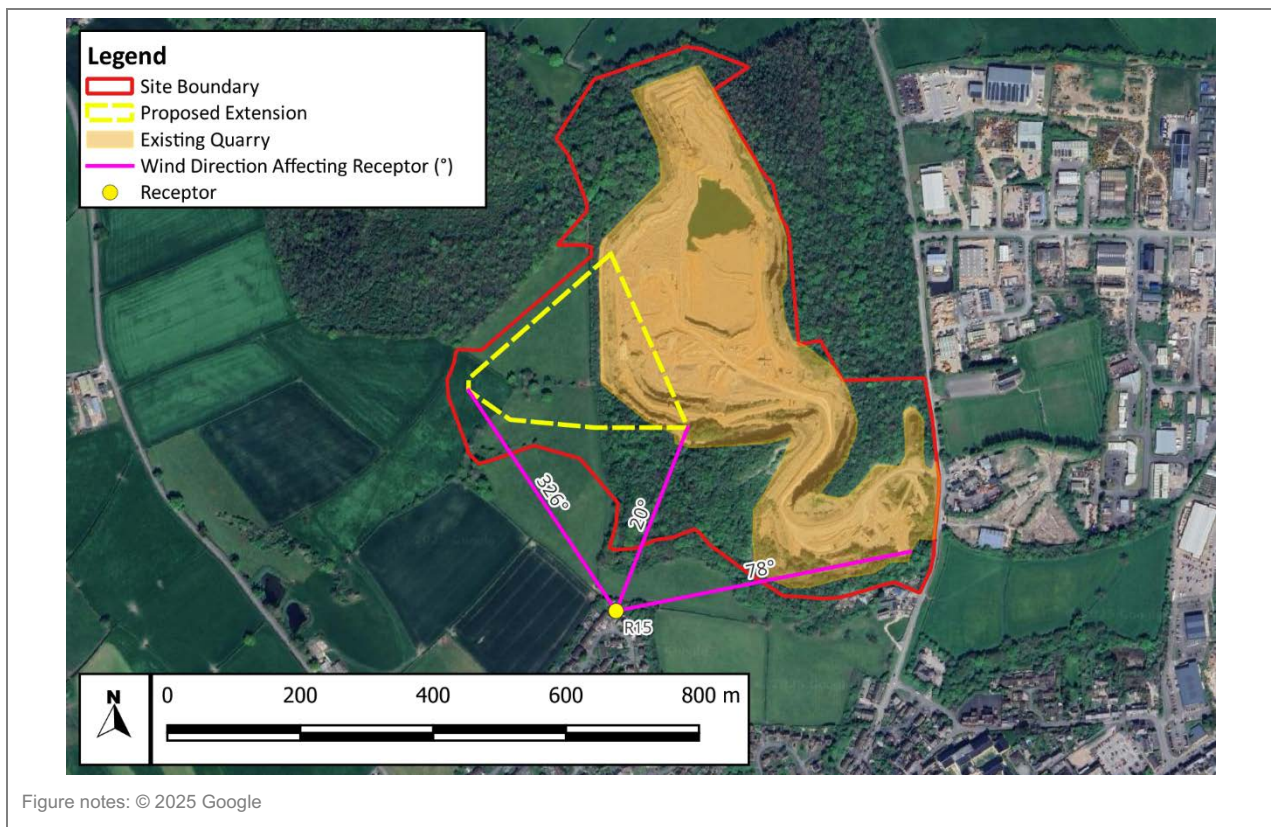 Legend
Site Boundary
Proposed Extension
Existing Quarry
Wind Direction Affecting Receptor (°)
Receptor
326°
20°
78°
R15
N
0 200 400 600 800 m
Figure notes: © 2025 Google